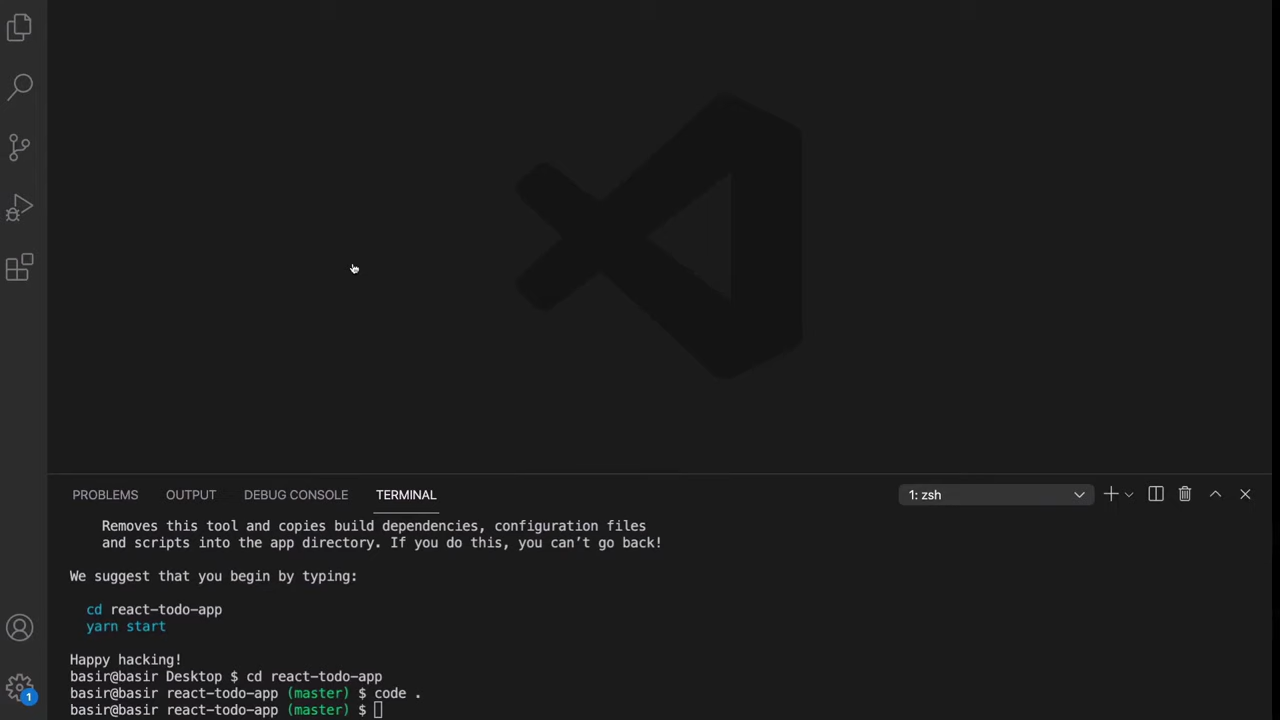 PROBLEMS OUTPUT DEBUG CONSOLE TERMINAL 1: zsh
Removes this tool and copies build dependencies, configuration files
and scripts into the app directory. If you do this, you can’t go back!
We suggest that you begin by typing:
cd react-todo-app
yarn start
Happy hacking!
basir@basir Desktop $ cd react-todo-app
basir@basir react-todo-app (master) $ code .
basir@basir react-todo-app (master) $
1